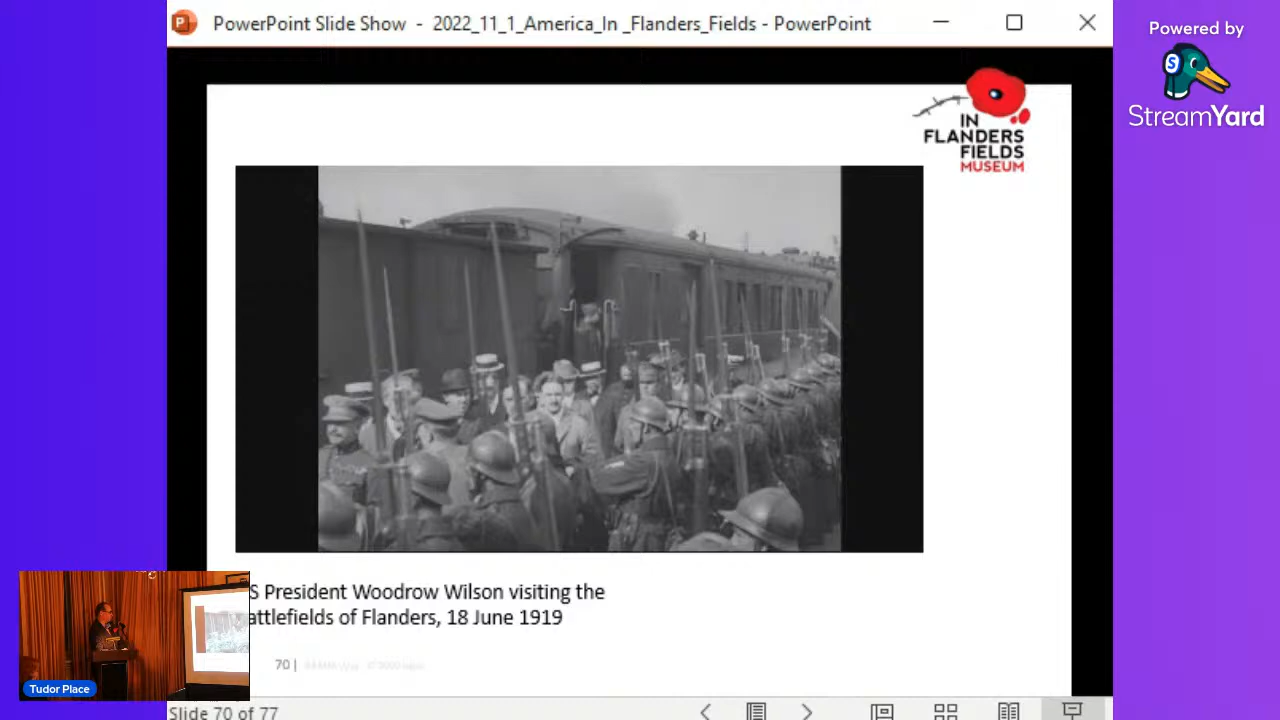 PowerPoint Slide Show - 2022_11_1_America_In _Flanders_Fields - PowerPoint
Powered by
StreamYard
IN
FLANDERS
FIELDS
MUSEUM
S President Woodrow Wilson visiting the
attlefields of Flanders, 18 June 1919
70 |
Tudor Place
Slide 70 of 77